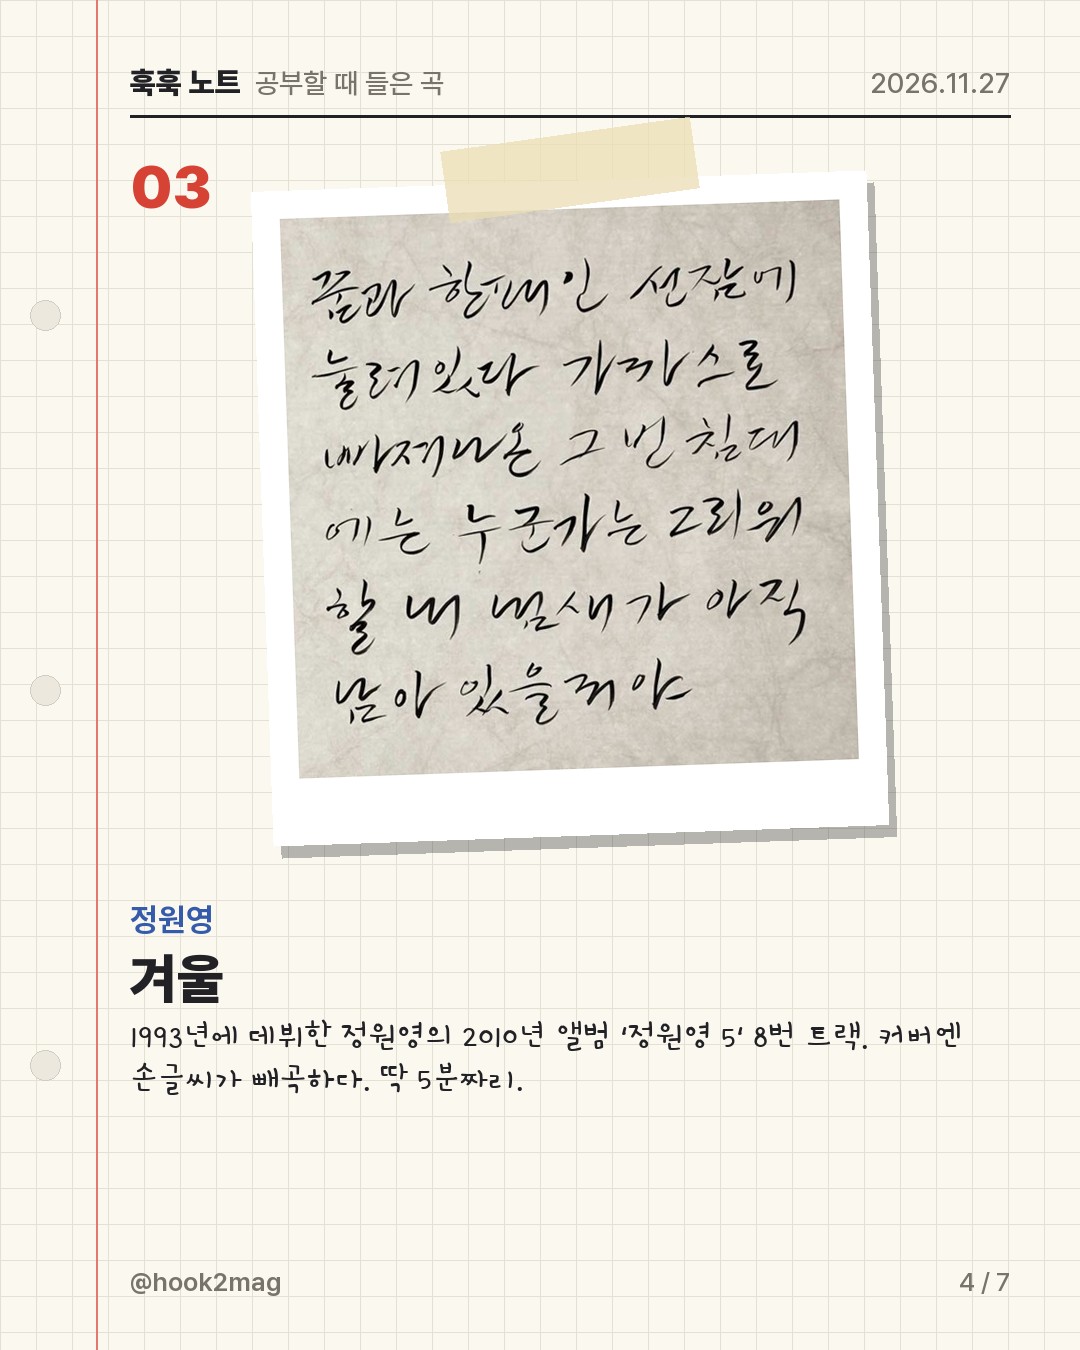 훅훅 노트 공부할 때 들은 곡 2026.11.27
03
꿈과 한패인 선잠에
눌려있다 가까스로
빠져나온 그 번 침대
에는 누군가는 그리워
할 내 냄새가 아직
남아 있을거야
정원영
겨울
1993년에 데뷔한 정원영의 2010년 앨범 '정원영 5' 8번 트랙. 커버엔
손글씨가 빼곡하다. 딱 5분짜리.
@hook2mag 4 / 7